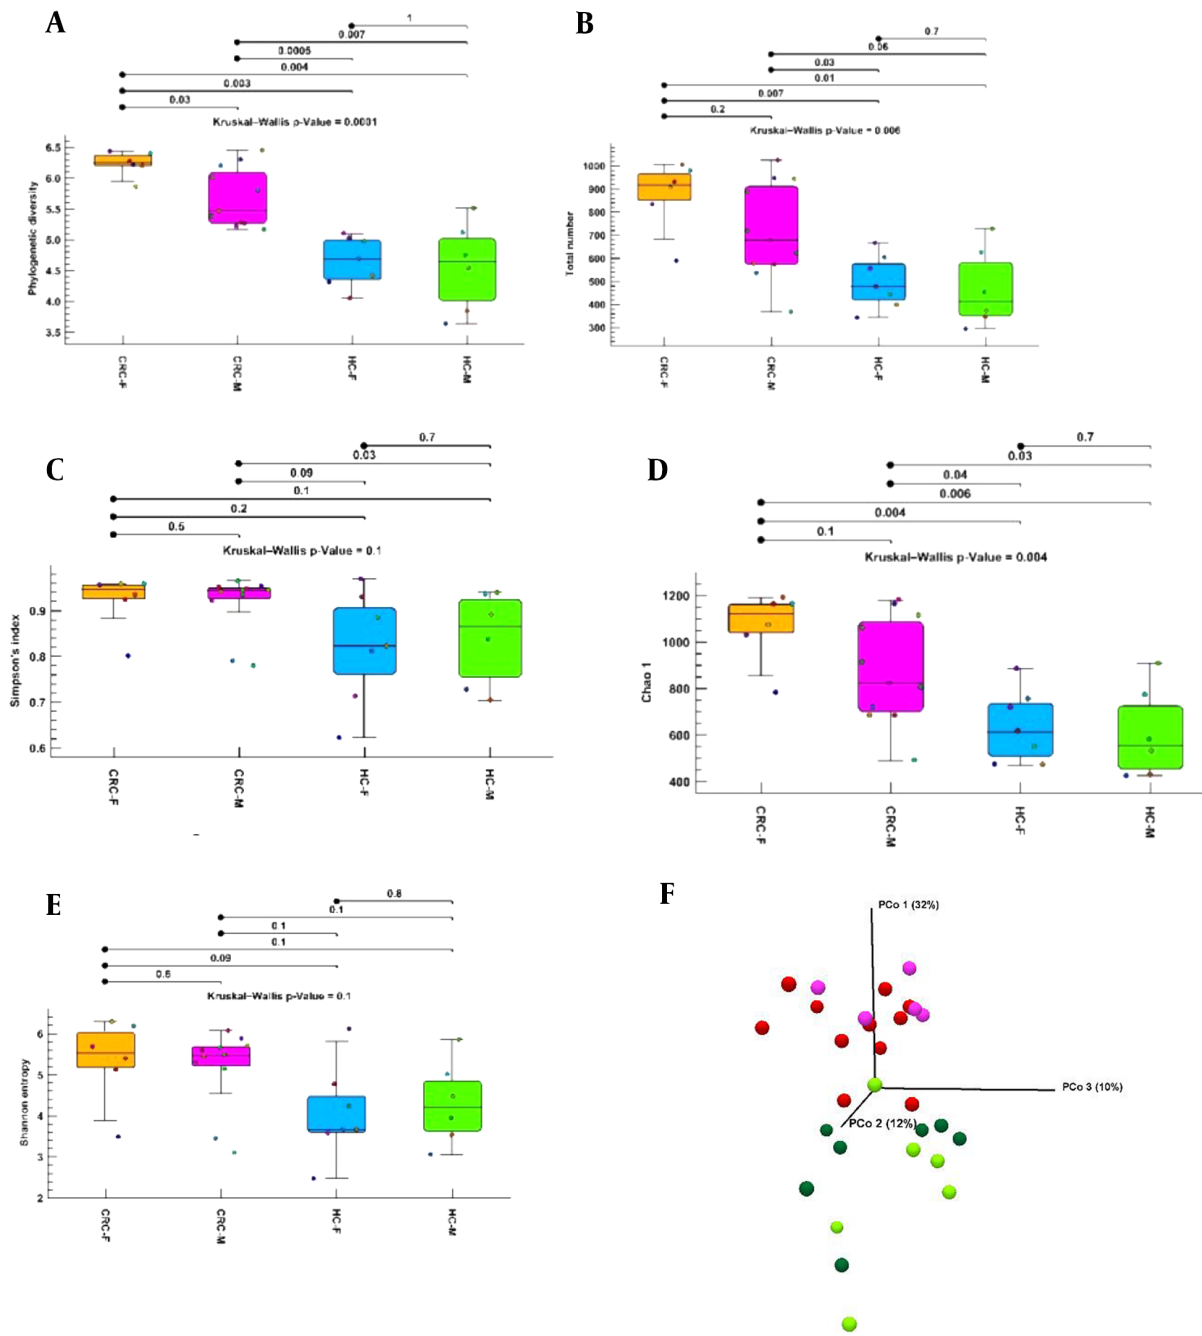 A
1
0.007
0.0005
0.004
0.003
0.03
Kruskal–Wallis p-Value = 0.0001
Phylogenetic diversity
6.5
6.0
5.5
5.0
4.5
4.0
3.5
CRC-F
CRC-M
HC-F
HC-M
B
0.7
0.06
0.03
0.01
0.007
0.2
Kruskal–Wallis p-Value = 0.006
Total number
1000
900
800
700
600
500
400
300
CRC-F
CRC-M
HC-F
HC-M
C
0.7
0.03
0.09
0.1
0.2
0.5
Kruskal–Wallis p-Value = 0.1
Simpson's index
0.9
0.8
0.7
0.6
CRC-F
CRC-M
HC-F
HC-M
D
0.7
0.03
0.04
0.006
0.004
0.1
Kruskal–Wallis p-Value = 0.004
Chao 1
1200
1000
800
600
400
CRC-F
CRC-M
HC-F
HC-M
E
0.8
0.1
0.1
0.1
0.09
Kruskal–Wallis p-Value = 0.1
Shannon entropy
6
5
4
3
2
CRC-F
CRC-M
HC-F
HC-M
F
PCo 1 (32%)
PCo 3 (10%)
PCo 2 (12%)